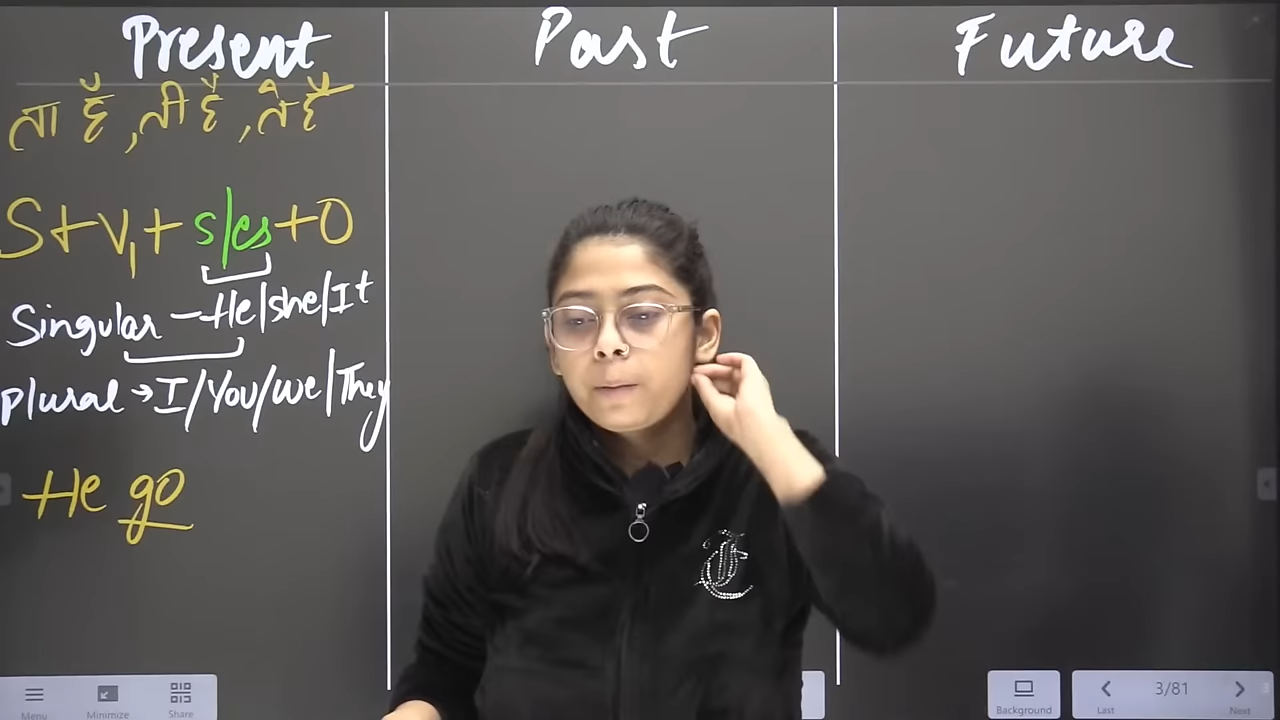 Present Past Future
ता है, ती है, ते हैं
S+V1+ s/es +O
Singular – He/she/It
Plural → I/You/we/They
He go
Menu Minimize Share Background Last 3/81 Next